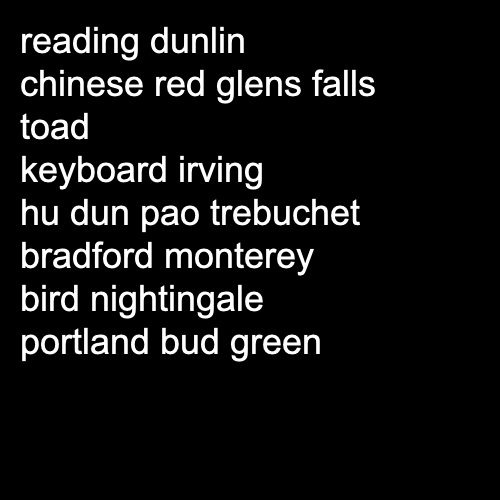 reading dunlin
chinese red glens falls
toad
keyboard irving
hu dun pao trebuchet
bradford monterey
bird nightingale
portland bud green